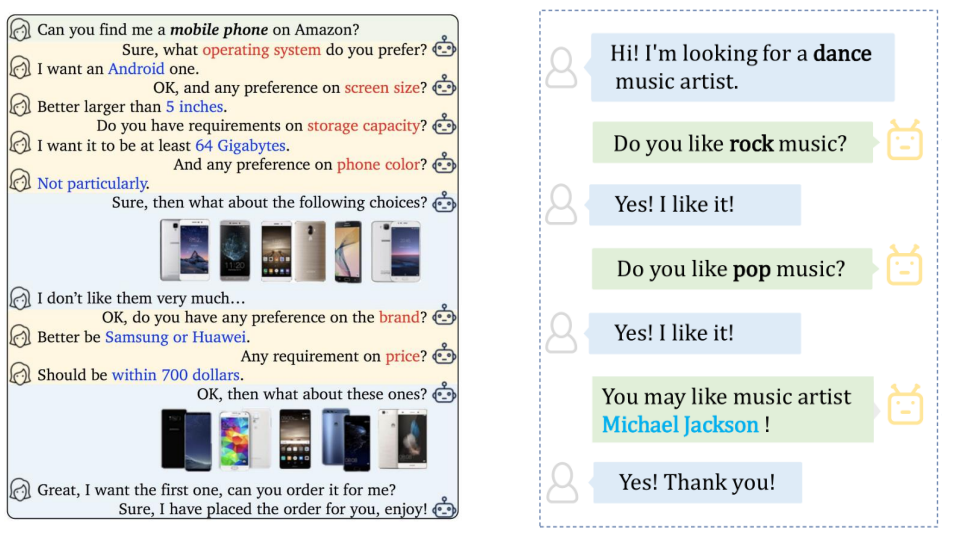 Can you find me a mobile phone on Amazon?
Sure, what operating system do you prefer?
I want an Android one.
OK, and any preference on screen size?
Better larger than 5 inches.
Do you have requirements on storage capacity?
I want it to be at least 64 Gigabytes.
And any preference on phone color?
Not particularly.
Sure, then what about the following choices?
I don't like them very much…
OK, do you have any preference on the brand?
Better be Samsung or Huawei.
Any requirement on price?
Should be within 700 dollars.
OK, then what about these ones?
Great, I want the first one, can you order it for me?
Sure, I have placed the order for you, enjoy!
Hi! I'm looking for a dance
music artist.
Do you like rock music?
Yes! I like it!
Do you like pop music?
Yes! I like it!
You may like music artist
Michael Jackson !
Yes! Thank you!